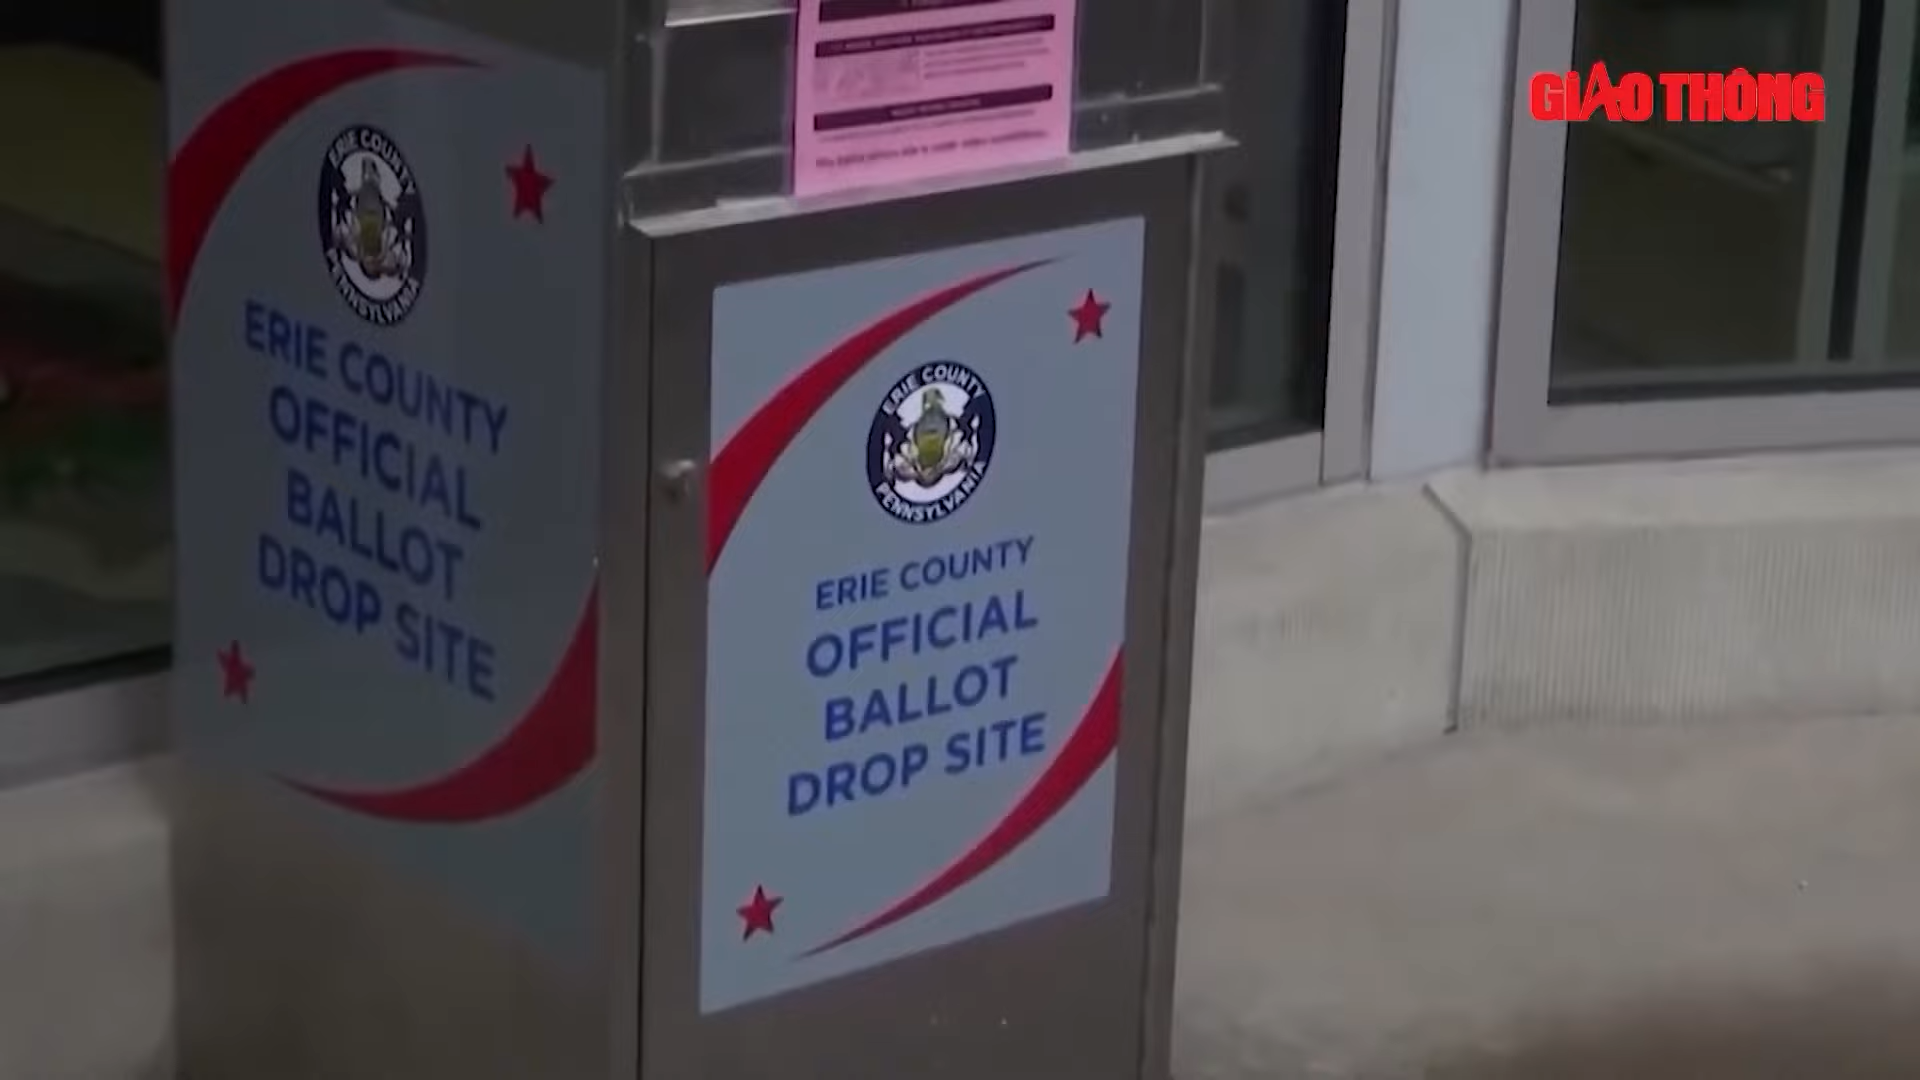 GIAO THÔNG
ERIE COUNTY
PENNSYLVANIA
ERIE COUNTY
OFFICIAL
BALLOT
DROP SITE
ERIE COUNTY
PENNSYLVANIA
ERIE COUNTY
OFFICIAL
BALLOT
DROP SITE